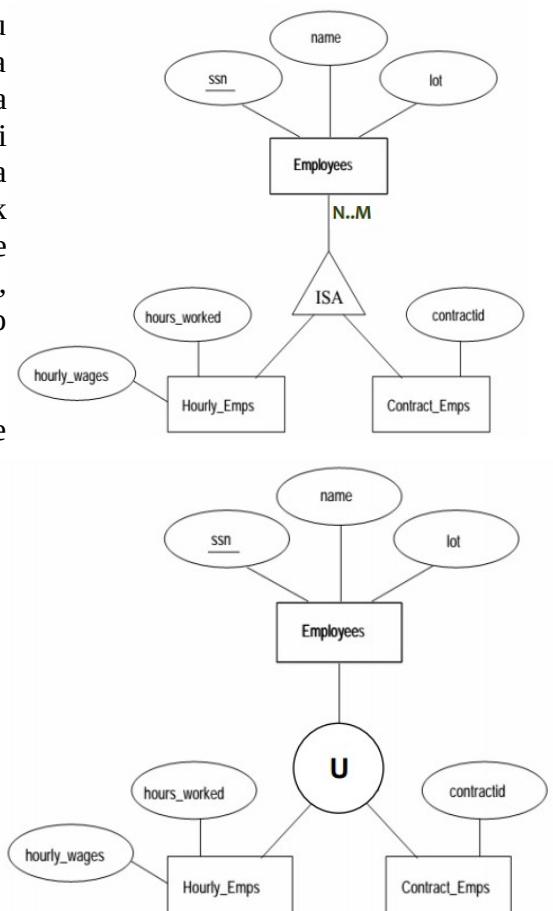 u
a
a
i
a
k
e
,
o
e
name
ssn
lot
Employees
N..M
ISA
hours_worked
contractid
hourly_wages
Hourly_Emps
Contract_Emps
name
ssn
lot
Employees
U
hours_worked
contractid
hourly_wages
Hourly_Emps
Contract_Emps